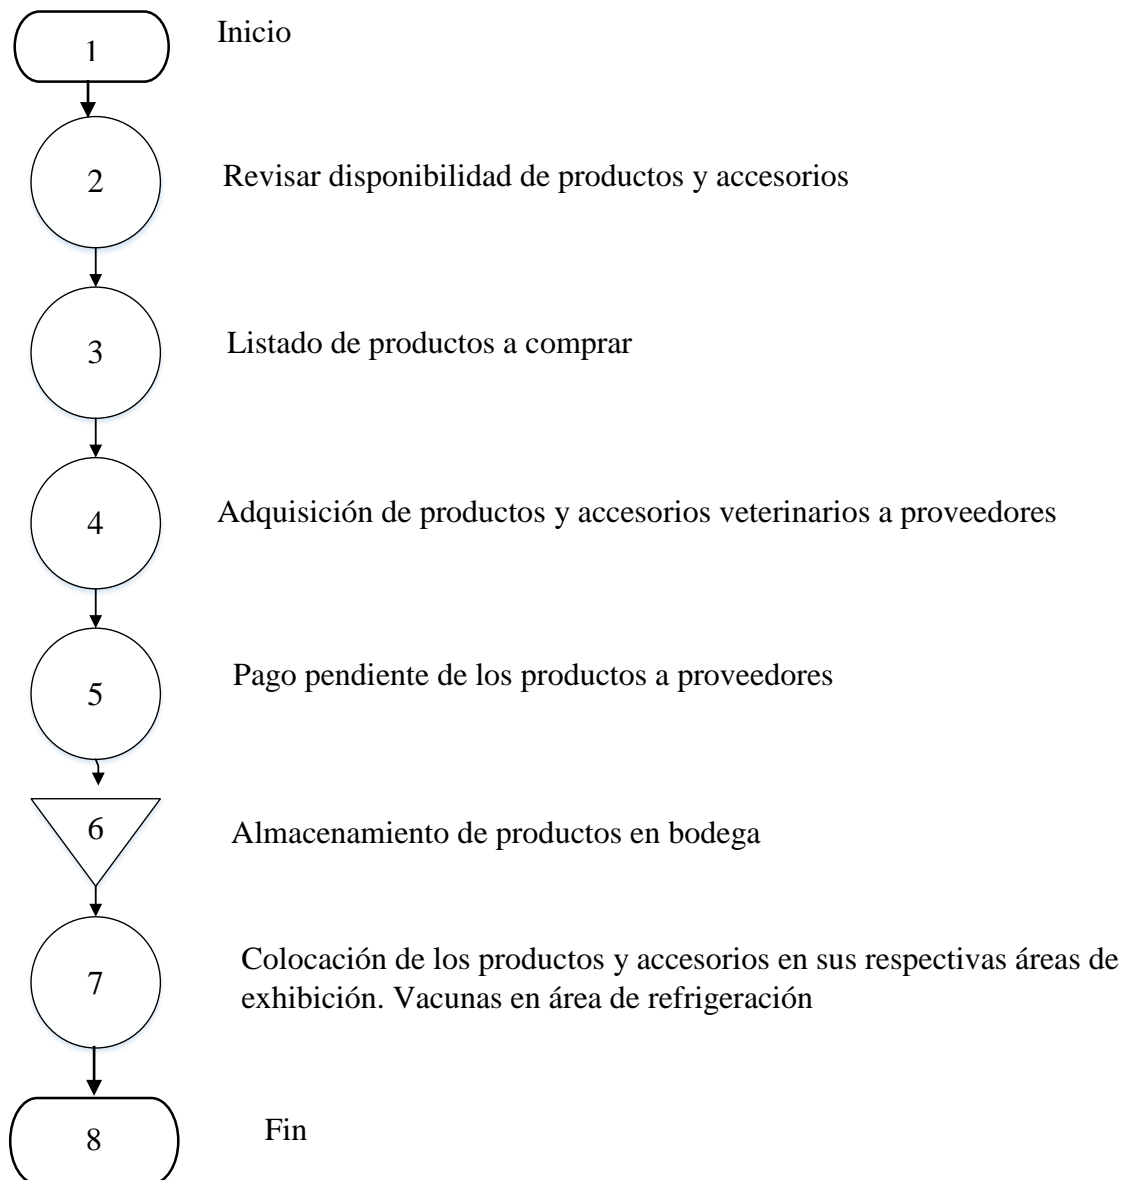 1
Inicio
2
Revisar disponibilidad de productos y accesorios
3
Listado de productos a comprar
4
Adquisición de productos y accesorios veterinarios a proveedores
5
Pago pendiente de los productos a proveedores
6
Almacenamiento de productos en bodega
7
Colocación de los productos y accesorios en sus respectivas áreas de
exhibición. Vacunas en área de refrigeración
8
Fin